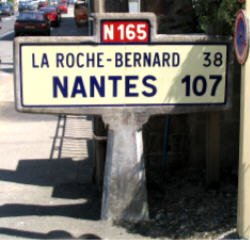 N165
LA ROCHE-BERNARD 38
NANTES 107